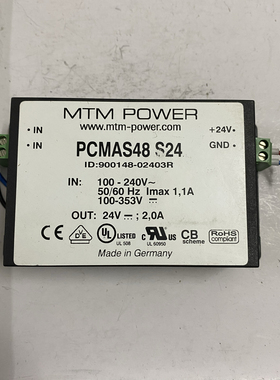 MTM POWER
www.mtm-power.com
IN +24V
IN GND
PCMAS48 S24
ID:900148-02403R
IN: 100 - 240V~
50/60 Hz Imax 1,1A
100-353V ⎓
OUT: 24V ⎓ ; 2,0A
VDE LISTED UL 508 UL 60950 CB scheme RoHS compliant
Made in Germany